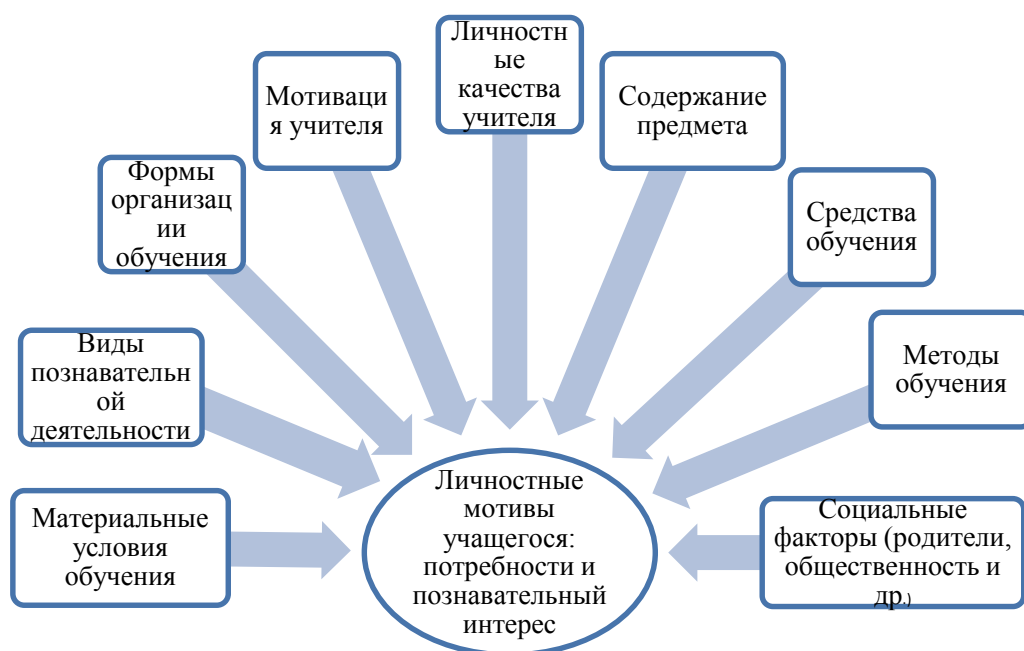 Личностн
ые
качества
учителя
Мотиваци
я учителя
Содержание
предмета
Формы
организац
ии
обучения
Средства
обучения
Виды
познавательн
ой
деятельности
Методы
обучения
Материальные
условия
обучения
Личностные
мотивы
учащегося:
потребности и
познавательный
интерес
Социальные
факторы (родители,
общественность и
др.)